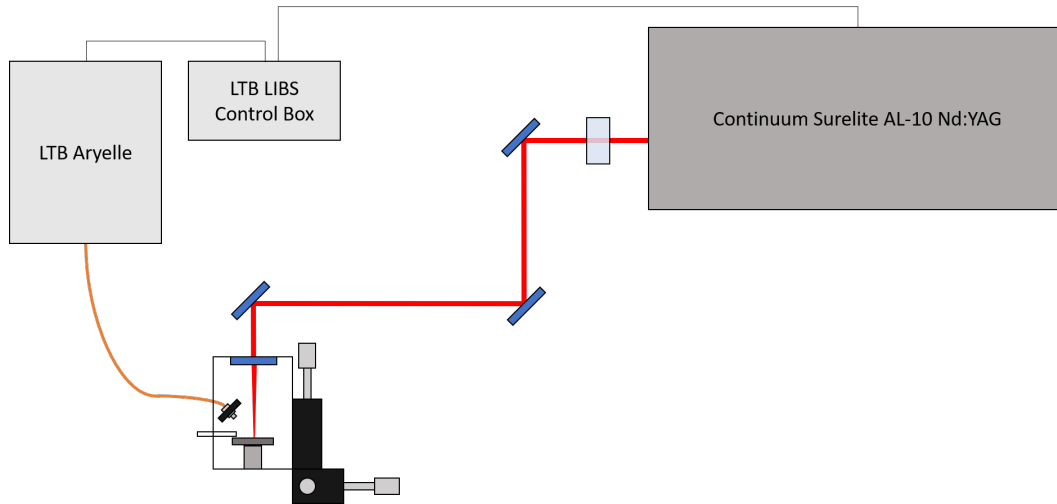 LTB Aryelle
LTB LIBS
Control Box
Continuum Surelite AL-10 Nd:YAG